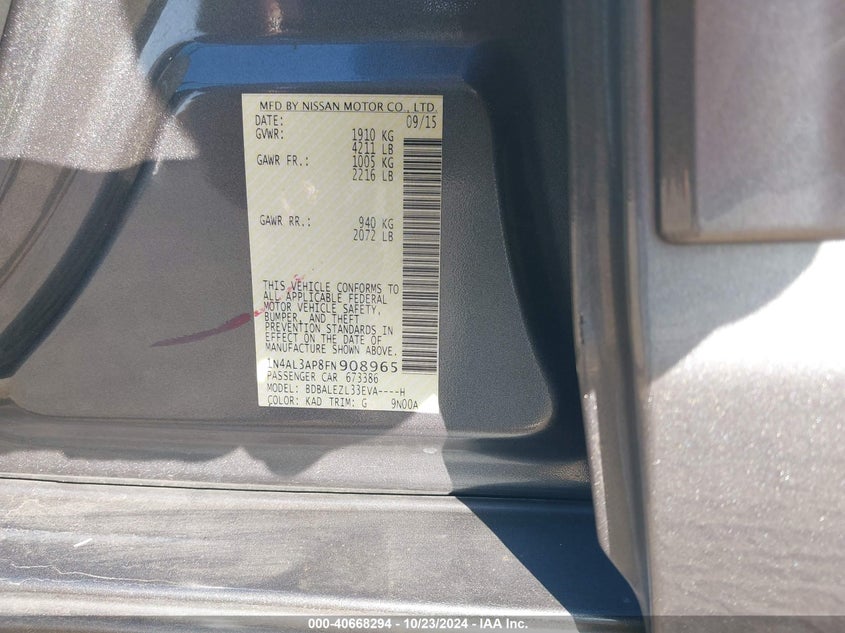 MFD BY NISSAN MOTOR CO., LTD.
DATE: 09/15
GVWR: 1910 KG
4211 LB
GAWR FR.: 1005 KG
2216 LB
GAWR RR.: 940 KG
2072 LB
THIS VEHICLE CONFORMS TO
ALL APPLICABLE FEDERAL
MOTOR VEHICLE SAFETY,
BUMPER, AND THEFT
PREVENTION STANDARDS IN
EFFECT ON THE DATE OF
MANUFACTURE SHOWN ABOVE.
1N4AL3AP8FN908965
PASSENGER CAR 673386
MODEL: BDBALEZL33EVA----H
COLOR: KAD TRIM: G 9N00A
000-40668294 - 10/23/2024 - IAA Inc.